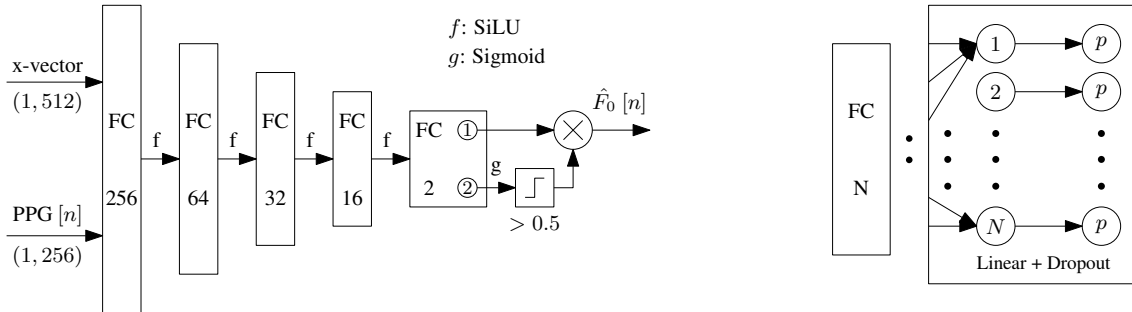 x-vector
(1, 512)
PPG [n]
(1, 256)
FC
256
f
FC
64
f
FC
32
f
FC
16
f
FC
1
2
2
g
> 0.5
f: SiLU
g: Sigmoid
F̂₀ [n]
FC
N
1
p
2
p
N
p
Linear + Dropout